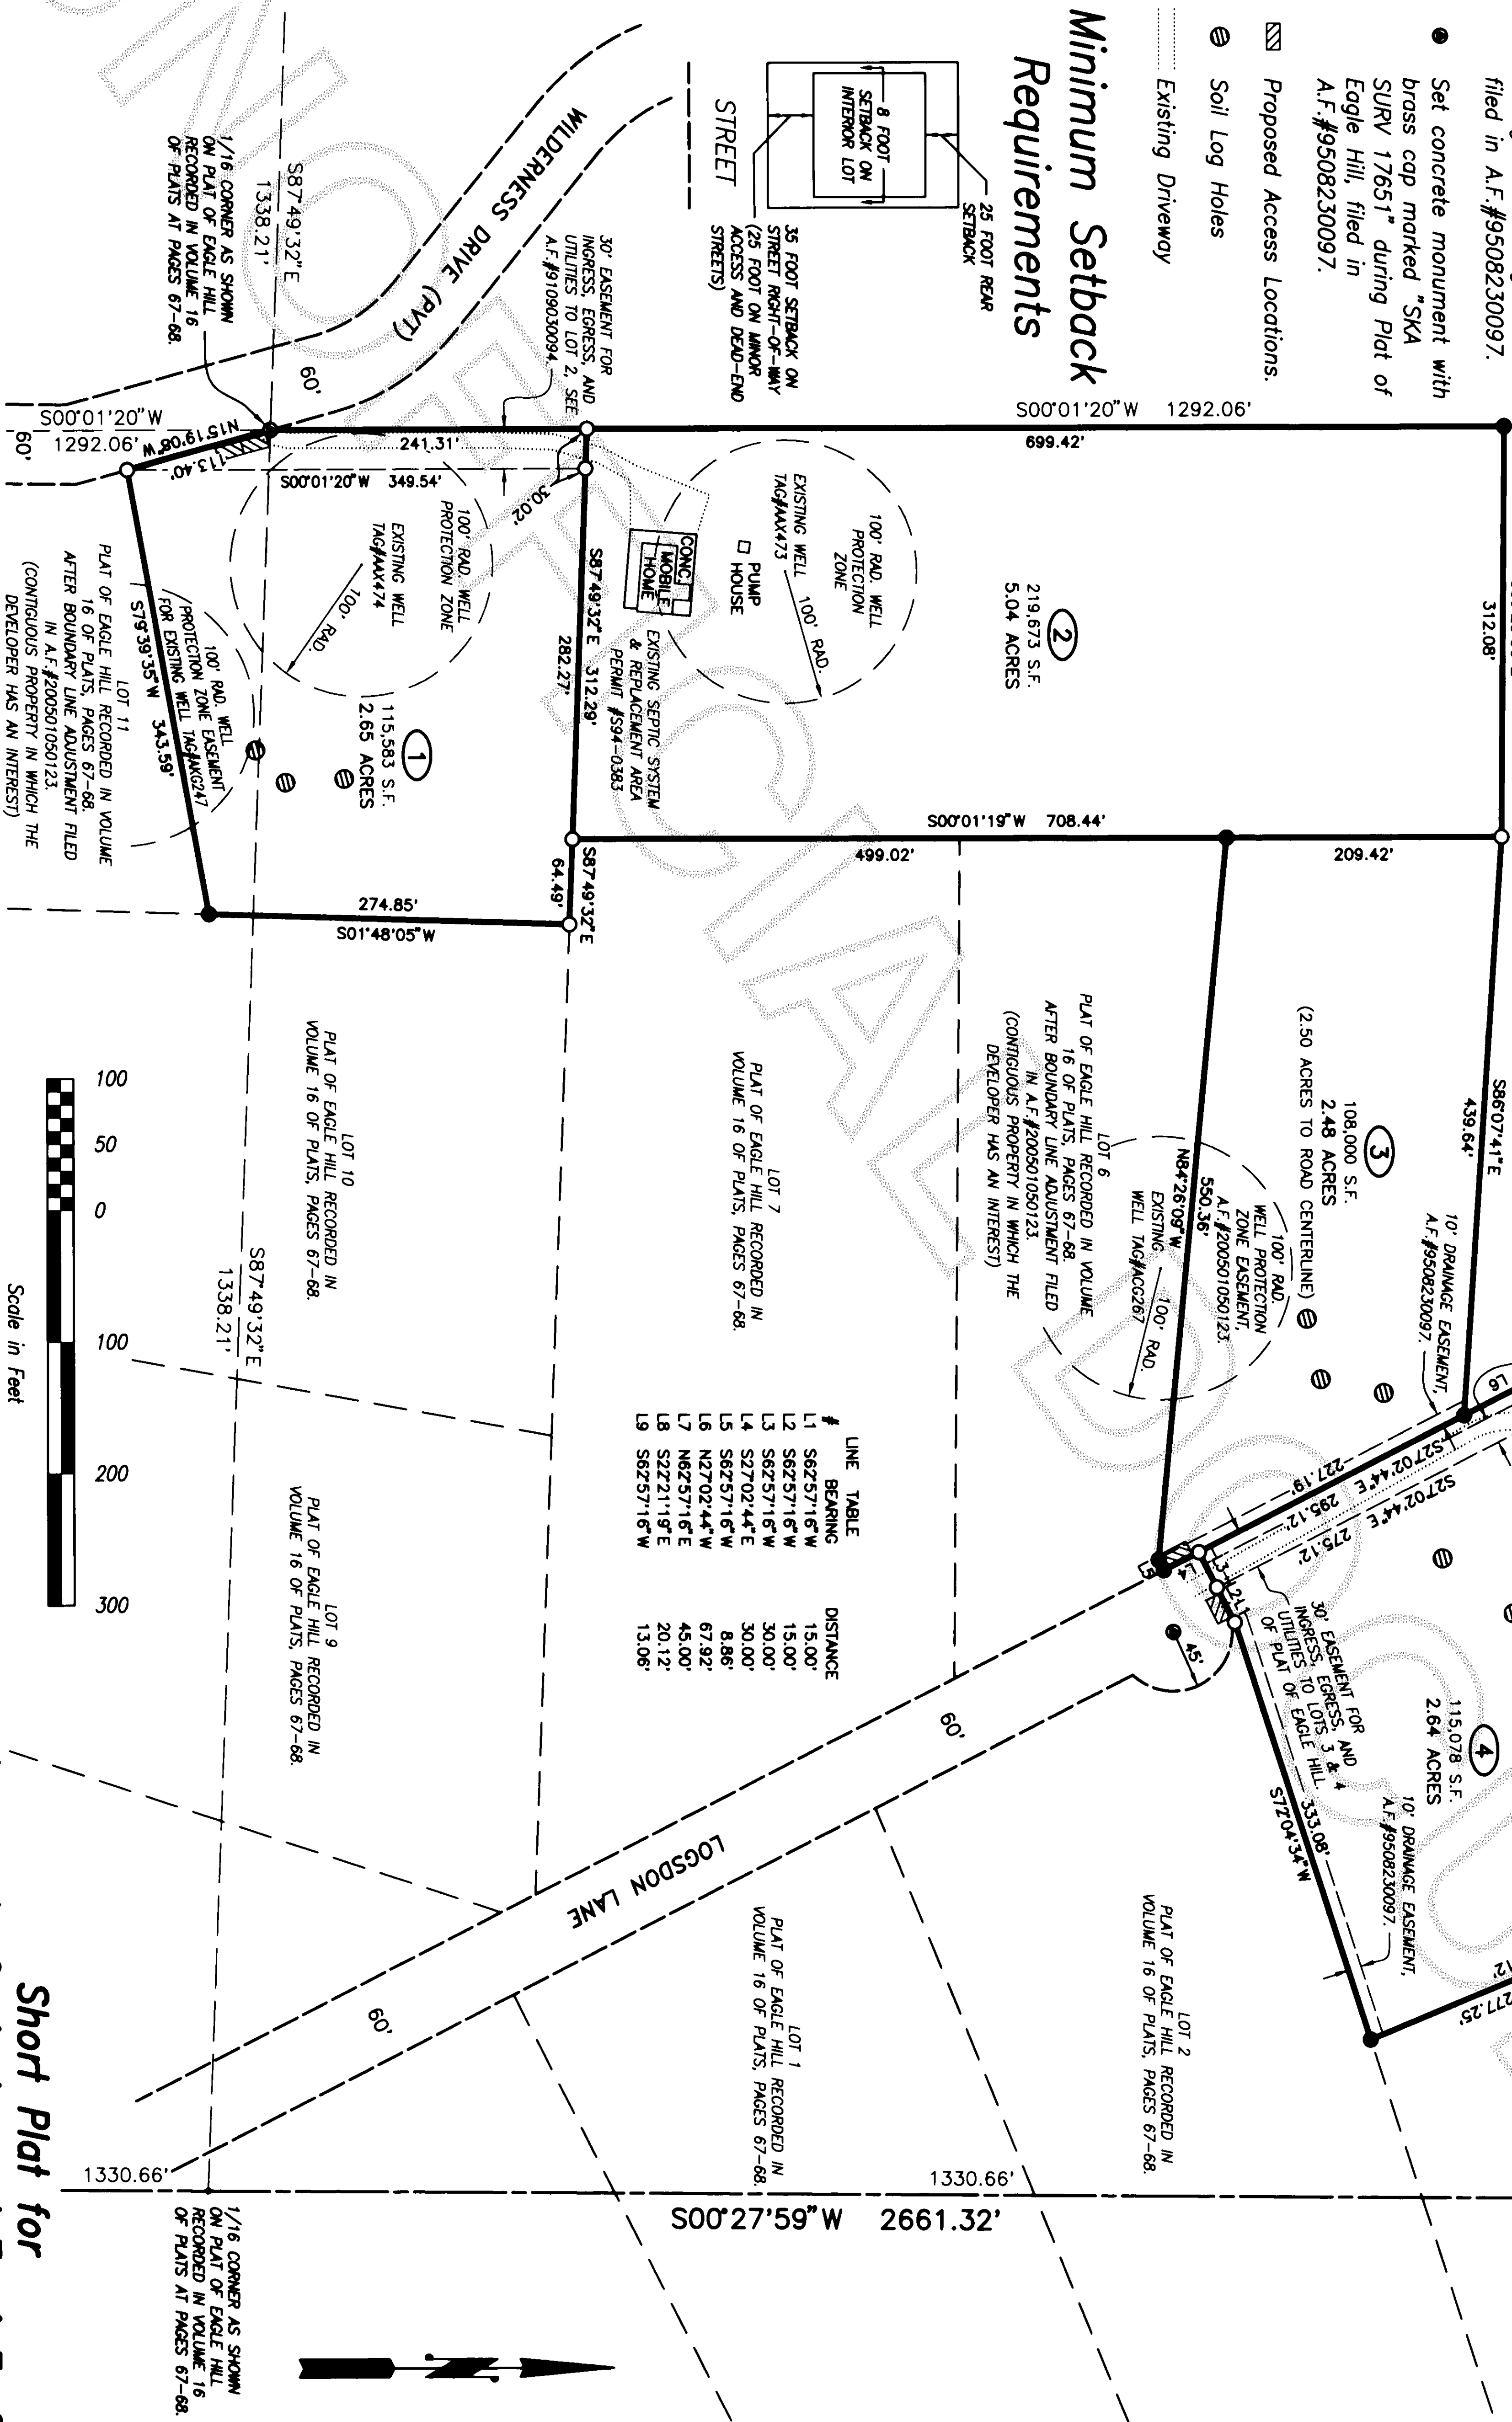 filed in A.F.#9508230097.
Set concrete monument with
brass cap marked "SKA
SURV 17651" during Plat of
Eagle Hill, filed in
A.F.#9508230097.
Proposed Access Locations.
Soil Log Holes
Existing Driveway
Minimum Setback
Requirements
25 FOOT REAR
SETBACK
8 FOOT
SETBACK ON
INTERIOR LOT
35 FOOT SETBACK ON
STREET RIGHT-OF-WAY
(25 FOOT ON MINOR
ACCESS AND DEAD-END
STREETS)
STREET
WILDERNESS DRIVE (PVT)
30' EASEMENT FOR
INGRESS, EGRESS, AND
UTILITIES TO LOT 2, SEE
A.F.#9109030094.
S87°49'32"E
1338.21'
1/16 CORNER AS SHOWN
ON PLAT OF EAGLE HILL
RECORDED IN VOLUME 16
OF PLATS AT PAGES 67-68.
60'
S00°01'20"W
1292.06'
60'
N15°19'08"W
113.40'
S00°01'20"W 1292.06'
699.42'
241.31'
S00°01'20"W 349.54'
30.02'
312.08'
2
219,673 S.F.
5.04 ACRES
100' RAD. WELL
PROTECTION
ZONE
EXISTING WELL
TAG#AAX473
100' RAD.
PUMP
HOUSE
CONC.
MOBILE
HOME
EXISTING SEPTIC SYSTEM
& REPLACEMENT AREA
PERMIT #S94-0383
S87°49'32"E 312.29'
282.27'
100' RAD. WELL
PROTECTION ZONE
EXISTING WELL
TAG#AAX474
100' RAD.
1
115,583 S.F.
2.65 ACRES
100' RAD. WELL
PROTECTION ZONE EASEMENT
FOR EXISTING WELL TAG#AKG247
S79°39'35"W 343.59'
LOT 11
PLAT OF EAGLE HILL RECORDED IN VOLUME
16 OF PLATS, PAGES 67-68.
AFTER BOUNDARY LINE ADJUSTMENT FILED
IN A.F.#200501050123.
(CONTIGUOUS PROPERTY IN WHICH THE
DEVELOPER HAS AN INTEREST)
S00°01'19"W 708.44'
499.02'
209.42'
S87°49'32"E
64.49'
274.85'
S01°48'05"W
S86°07'41"E
439.64'
3
108,000 S.F.
2.48 ACRES
(2.50 ACRES TO ROAD CENTERLINE)
10' DRAINAGE EASEMENT,
A.F.#9508230097.
100' RAD.
WELL PROTECTION
ZONE EASEMENT,
A.F.#200501050123.
550.36'
N84°26'09"W
EXISTING
WELL TAG#ACG267
100' RAD.
LOT 6
PLAT OF EAGLE HILL RECORDED IN VOLUME
16 OF PLATS, PAGES 67-68.
AFTER BOUNDARY LINE ADJUSTMENT FILED
IN A.F.#200501050123.
(CONTIGUOUS PROPERTY IN WHICH THE
DEVELOPER HAS AN INTEREST)
LOT 7
PLAT OF EAGLE HILL RECORDED IN
VOLUME 16 OF PLATS, PAGES 67-68.
LOT 10
PLAT OF EAGLE HILL RECORDED IN
VOLUME 16 OF PLATS, PAGES 67-68.
S87°49'32"E
1338.21'
L6
S27°02'44"E
227.19'
295.12'
S27°02'44"E
275.12'
L5
L4
L3
L2
L1
45'
30' EASEMENT FOR
INGRESS, EGRESS, AND
UTILITIES TO LOTS 3 & 4
OF PLAT OF EAGLE HILL.
4
115,078 S.F.
2.64 ACRES
10' DRAINAGE EASEMENT,
A.F.#9508230097.
333.08'
S72°04'34"W
277.25'
LINE TABLE
# BEARING DISTANCE
L1 S62°57'16"W 15.00'
L2 S62°57'16"W 15.00'
L3 S62°57'16"W 30.00'
L4 S27°02'44"E 30.00'
L5 S62°57'16"W 8.86'
L6 N27°02'44"W 67.92'
L7 N62°57'16"E 45.00'
L8 S22°21'19"E 20.12'
L9 S62°57'16"W 13.06'
LOT 9
PLAT OF EAGLE HILL RECORDED IN
VOLUME 16 OF PLATS, PAGES 67-68.
60'
LOGSDON LANE
60'
LOT 2
PLAT OF EAGLE HILL RECORDED IN
VOLUME 16 OF PLATS, PAGES 67-68.
LOT 1
PLAT OF EAGLE HILL RECORDED IN
VOLUME 16 OF PLATS, PAGES 67-68.
1330.66'
1330.66'
S00°27'59"W 2661.32'
1/16 CORNER AS SHOWN
ON PLAT OF EAGLE HILL
RECORDED IN VOLUME 16
OF PLATS AT PAGES 67-68.
100 50 0 100 200 300
Scale in Feet
Short Plat for